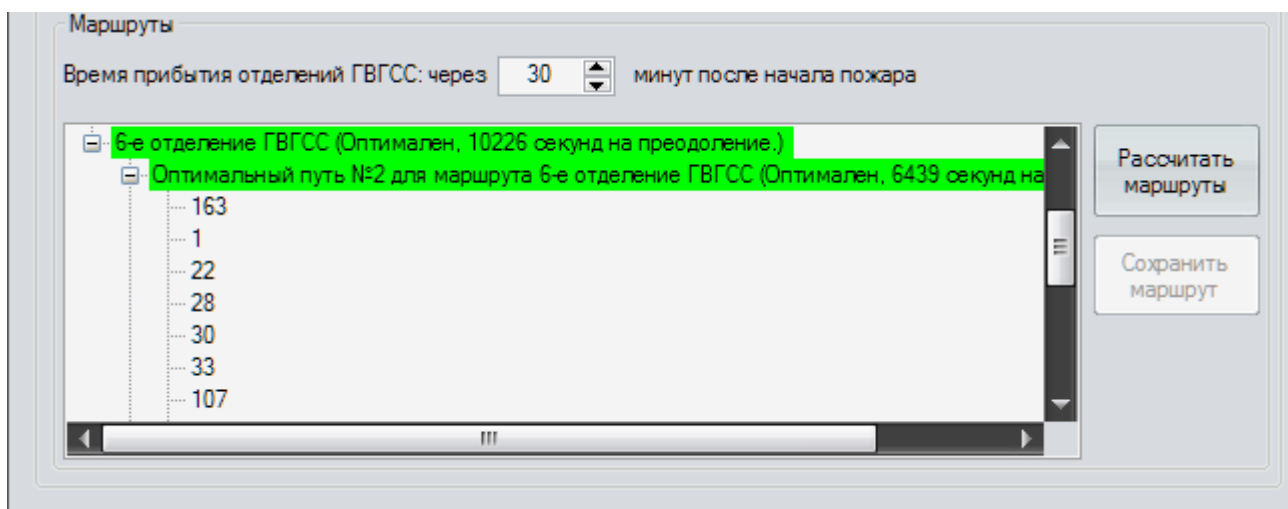 Маршруты
Время прибытия отделений ГВГСС: через 30 минут после начала пожара
6-е отделение ГВГСС (Оптимален, 10226 секунд на преодоление.)
Оптимальный путь №2 для маршрута 6-е отделение ГВГСС (Оптимален, 6439 секунд на
163
1
22
28
30
33
107
Рассчитать
маршруты
Сохранить
маршрут